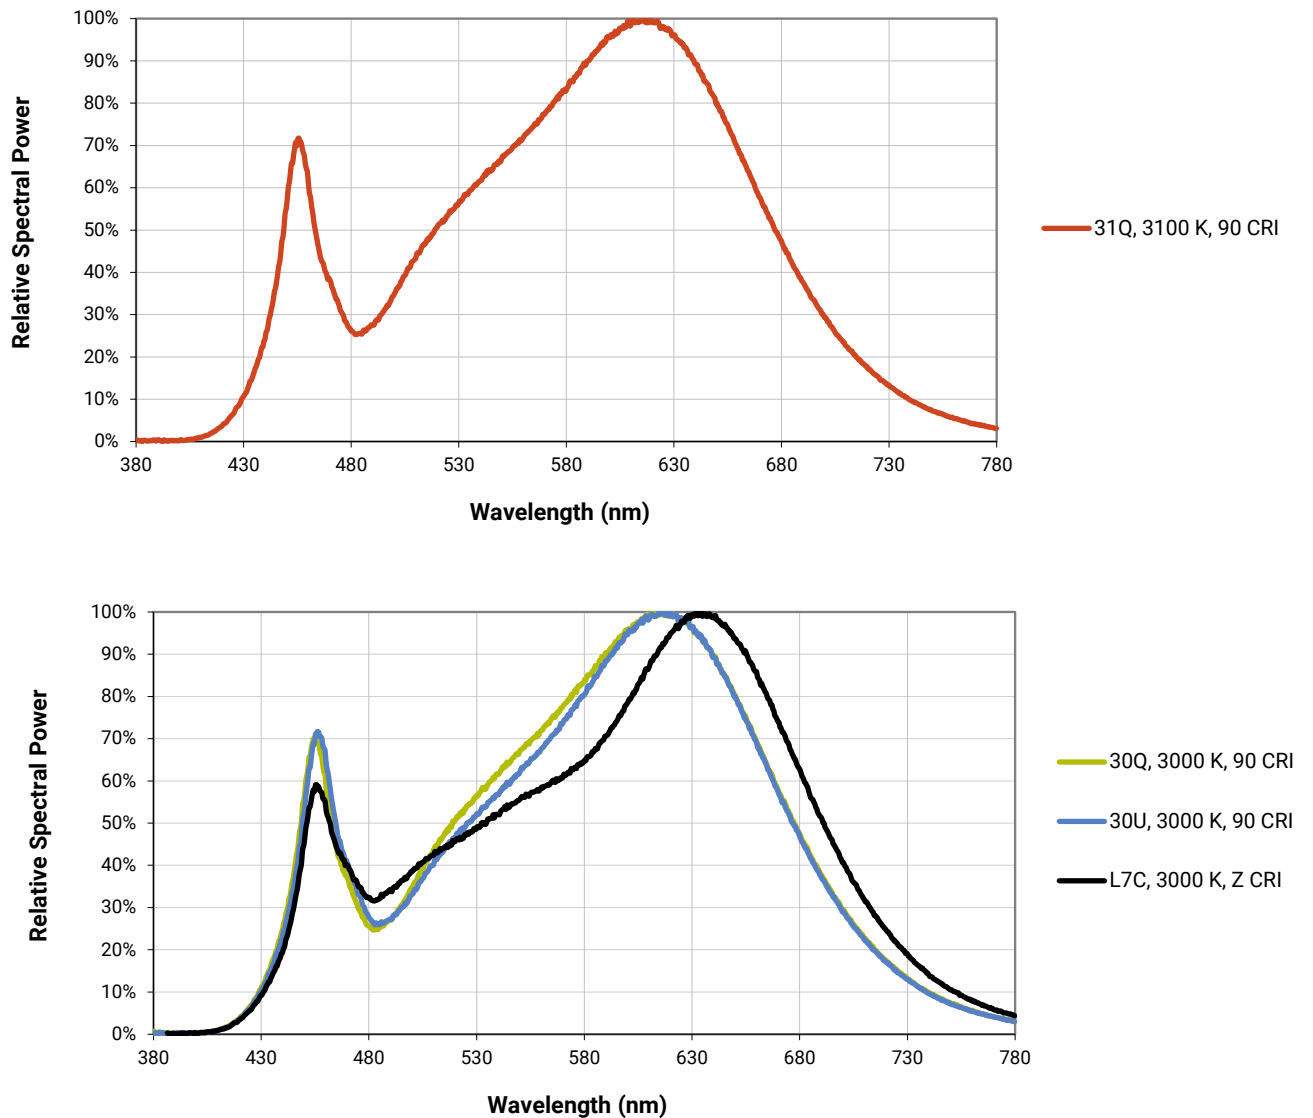 100%
90%
80%
70%
60%
50%
40%
30%
20%
10%
0%
Relative Spectral Power
380 430 480 530 580 630 680 730 780
Wavelength (nm)
31Q, 3100 K, 90 CRI
100%
90%
80%
70%
60%
50%
40%
30%
20%
10%
0%
Relative Spectral Power
380 430 480 530 580 630 680 730 780
Wavelength (nm)
30Q, 3000 K, 90 CRI
30U, 3000 K, 90 CRI
L7C, 3000 K, Z CRI